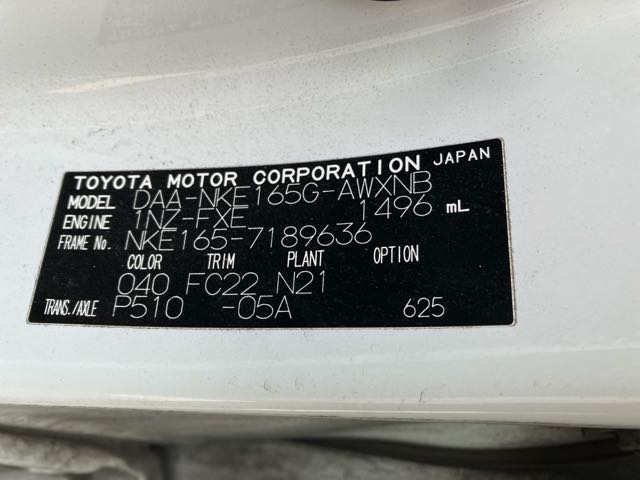 TOYOTA MOTOR CORPORATION JAPAN
MODEL DAA-NKE165G-AWXNB
ENGINE 1NZ-FXE 1496 mL
FRAME No. NKE165-7189636
COLOR TRIM PLANT OPTION
040 FC22 N21
TRANS./AXLE P510 -05A 625